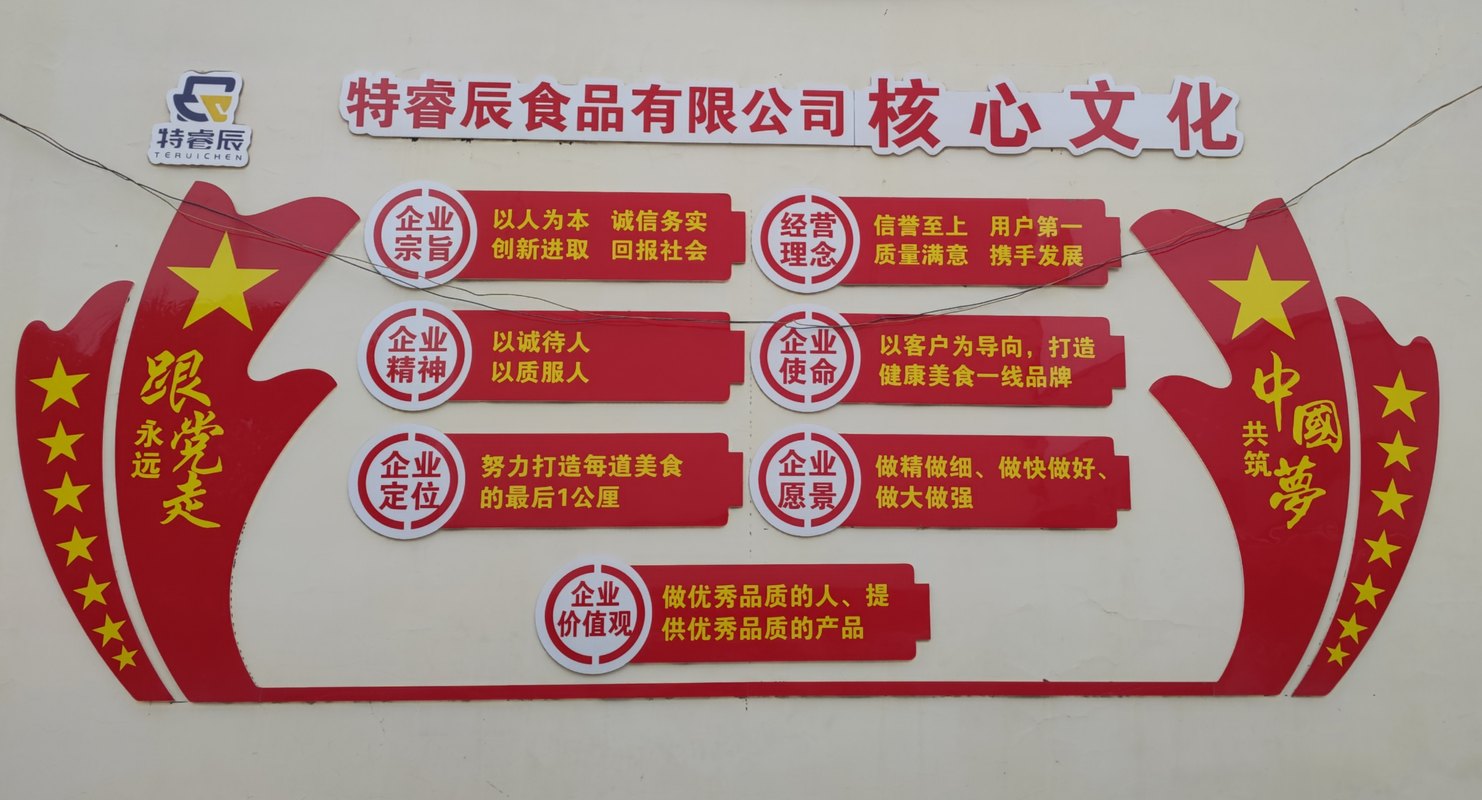 特睿辰
TERUICHEN
特睿辰食品有限公司 核心文化
企业
宗旨
以人为本 诚信务实
创新进取 回报社会
经营
理念
信誉至上 用户第一
质量满意 携手发展
企业
精神
以诚待人
以质服人
企业
使命
以客户为导向，打造
健康美食一线品牌
企业
定位
努力打造每道美食
的最后1公厘
企业
愿景
做精做细、做快做好、
做大做强
企业
价值观
做优秀品质的人、提
供优秀品质的产品
永远
跟党走
共筑
中國夢